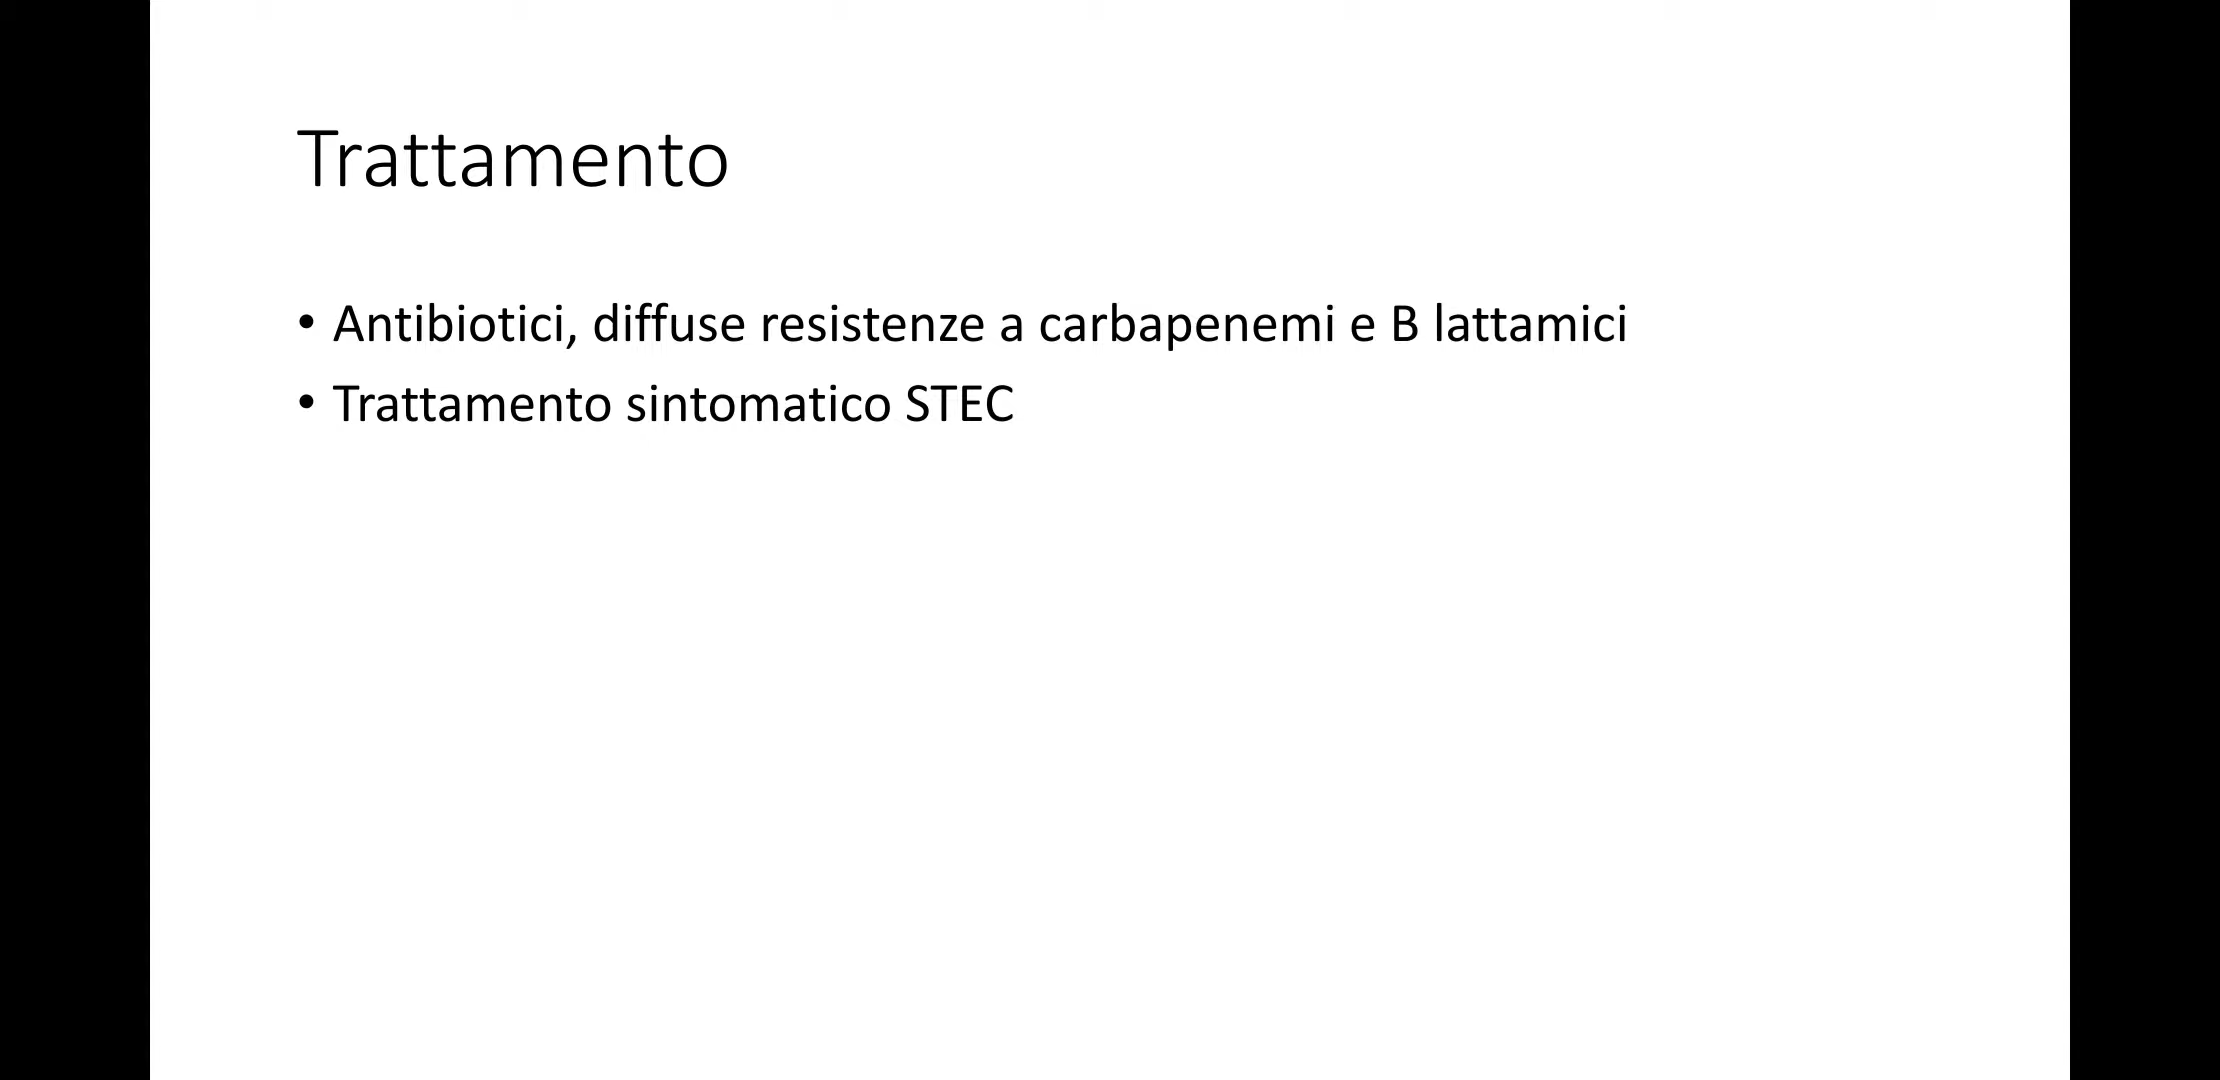 Trattamento
• Antibiotici, diffuse resistenze a carbapenemi e B lattamici
• Trattamento sintomatico STEC